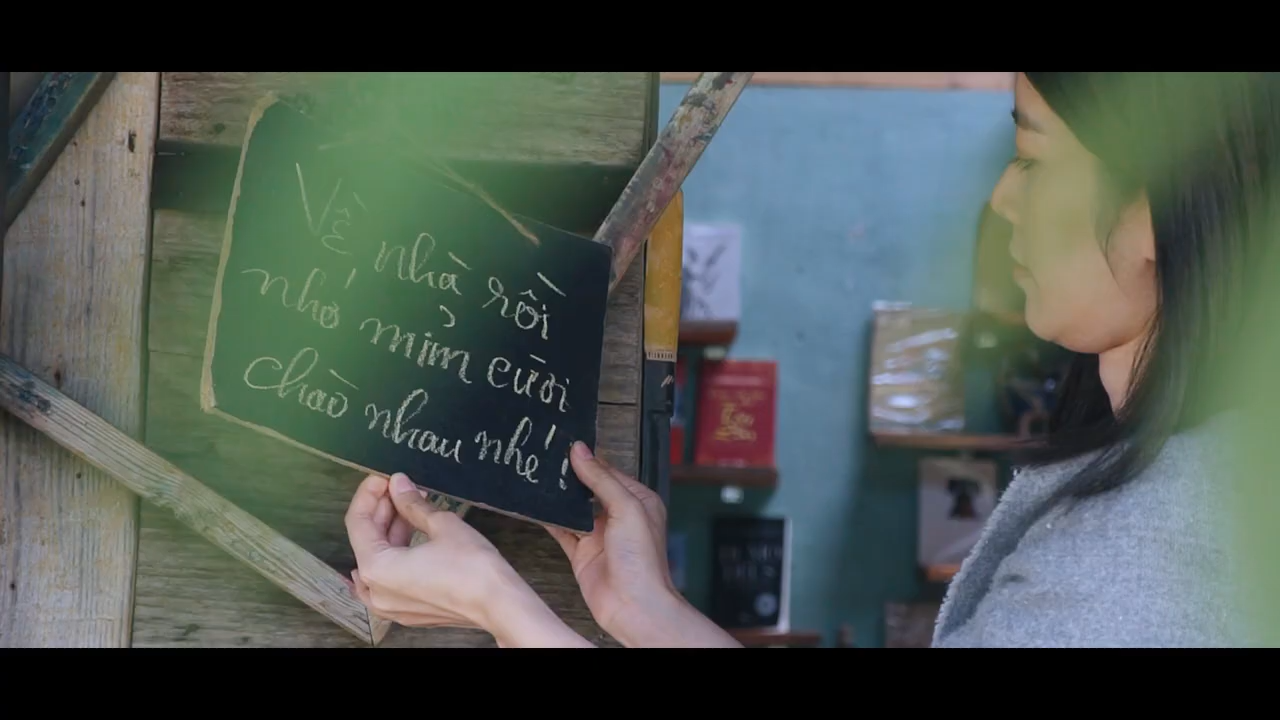 Về nhà rồi
nhớ mỉm cười
chào nhau nhé!